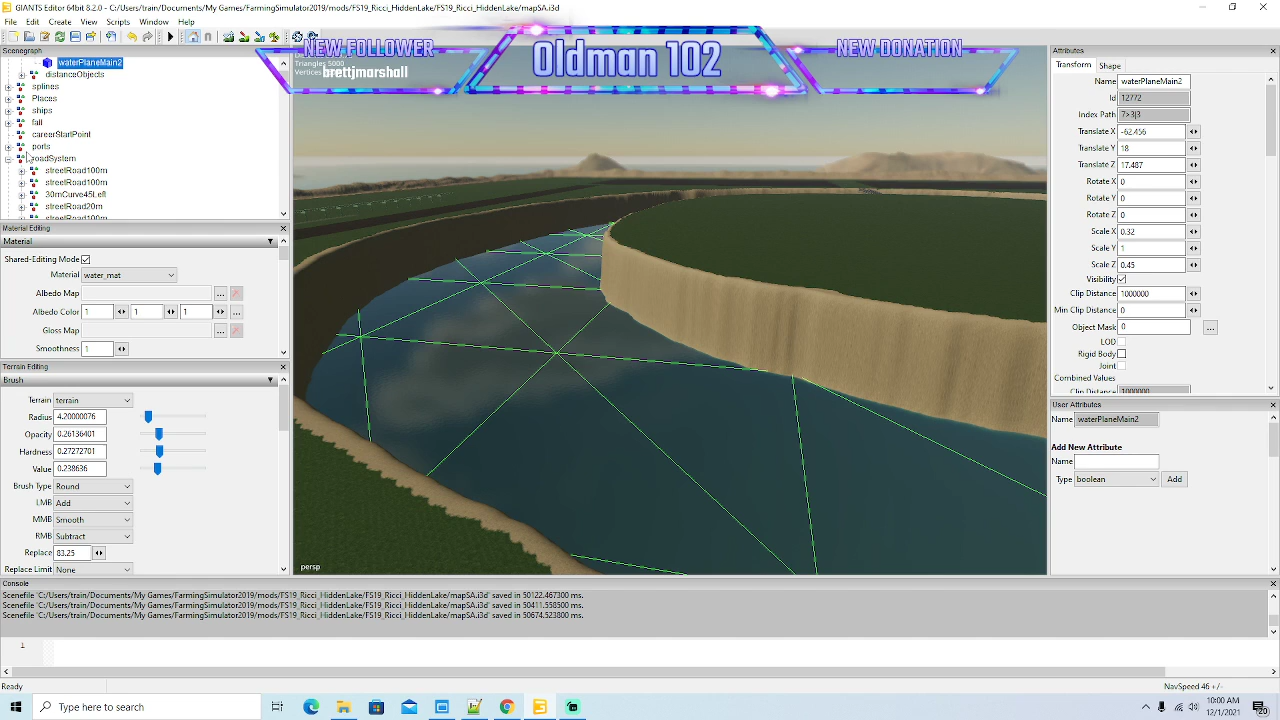 GIANTS Editor 64bit 8.2.0 - C:/Users/train/Documents/My Games/FarmingSimulator2019/mods/FS19_Ricci_HiddenLake/mapSA.i3d
File Edit View Create Scripts Window Help
NEW FOLLOWER
brettjmarshall
Oldman 102
NEW DONATION
Scenegraph
waterPlaneMain2
interactiveObjects
splines
Places
traffipx
fall
careerStartPoint
ports
roadSystem
streetRoad100m
streetRoad90m
50mCurve45Left
streetRoad20m
streetRoad100m
Triangles 5000
Vertices
persp
Material Editing
Material
Shared-Editing Mode
Material water_mat
Albedo Map ...
Albedo Color 1 1 1 ...
Gloss Map ...
Smoothness 1
Terrain Editing
Brush
Terrain terrain
Radius 4.20000076
Opacity 0.26136401
Hardness 0.27272701
Value 0.238636
Brush Type Round
LMB Add
MMB Smooth
RMB Subtract
Replace 83.25
Replace Limit None
Attributes
Transform Shape
Name waterPlaneMain2
Id 12772
Index Path 7>3|3
Translate X -62.456
Translate Y 18
Translate Z 17.487
Rotate X 0
Rotate Y 0
Rotate Z 0
Scale X 0.32
Scale Y 1
Scale Z 0.45
Visibility
Clip Distance 1000000
Min Clip Distance 0
Object Mask 0 ...
LOD
Rigid Body
Joint
Combined Values
Clip Distance 1000000
User Attributes
Name waterPlaneMain2
Add New Attribute
Name
Type boolean Add
Console
Scenefile 'C:/Users/train/Documents/My Games/FarmingSimulator2019/mods/FS19_Ricci_HiddenLake/mapSA.i3d' saved in 50122.467300 ms.
Scenefile 'C:/Users/train/Documents/My Games/FarmingSimulator2019/mods/FS19_Ricci_HiddenLake/mapSA.i3d' saved in 50411.558500 ms.
Scenefile 'C:/Users/train/Documents/My Games/FarmingSimulator2019/mods/FS19_Ricci_HiddenLake/mapSA.i3d' saved in 50674.523800 ms.
1
Ready
NavSpeed 46 +/-
Type here to search
10:00 AM
12/1/2021
20